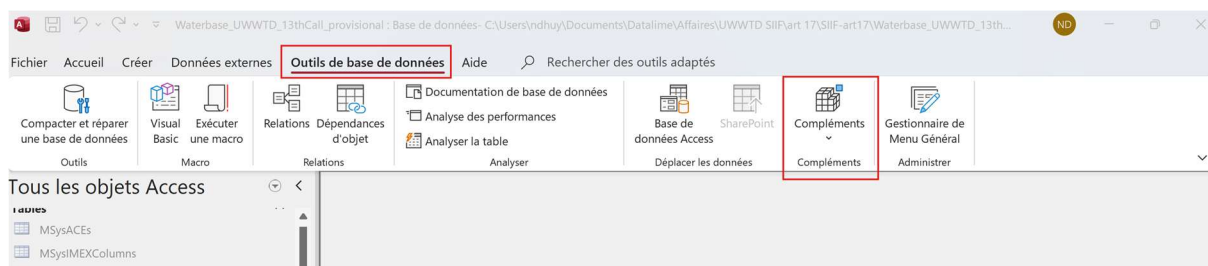 Waterbase_UWWTD_13thCall_provisional : Base de données- C:\Users\ndhuy\Documents\Datalime\Affaires\UWWTD SIIF\art 17\SIIF-art17\Waterbase_UWWTD_13th... ND
Fichier Accueil Créer Données externes Outils de base de données Aide Rechercher des outils adaptés
Compacter et réparer une base de données
Visual Basic
Exécuter une macro
Relations
Dépendances d'objet
Documentation de base de données
Analyse des performances
Analyser la table
Base de données Access
SharePoint
Compléments
Gestionnaire de Menu Général
Outils Macro Relations Analyser Déplacer les données Compléments Administrer
Tous les objets Access
Tables
MSysACEs
MSysIMEXColumns